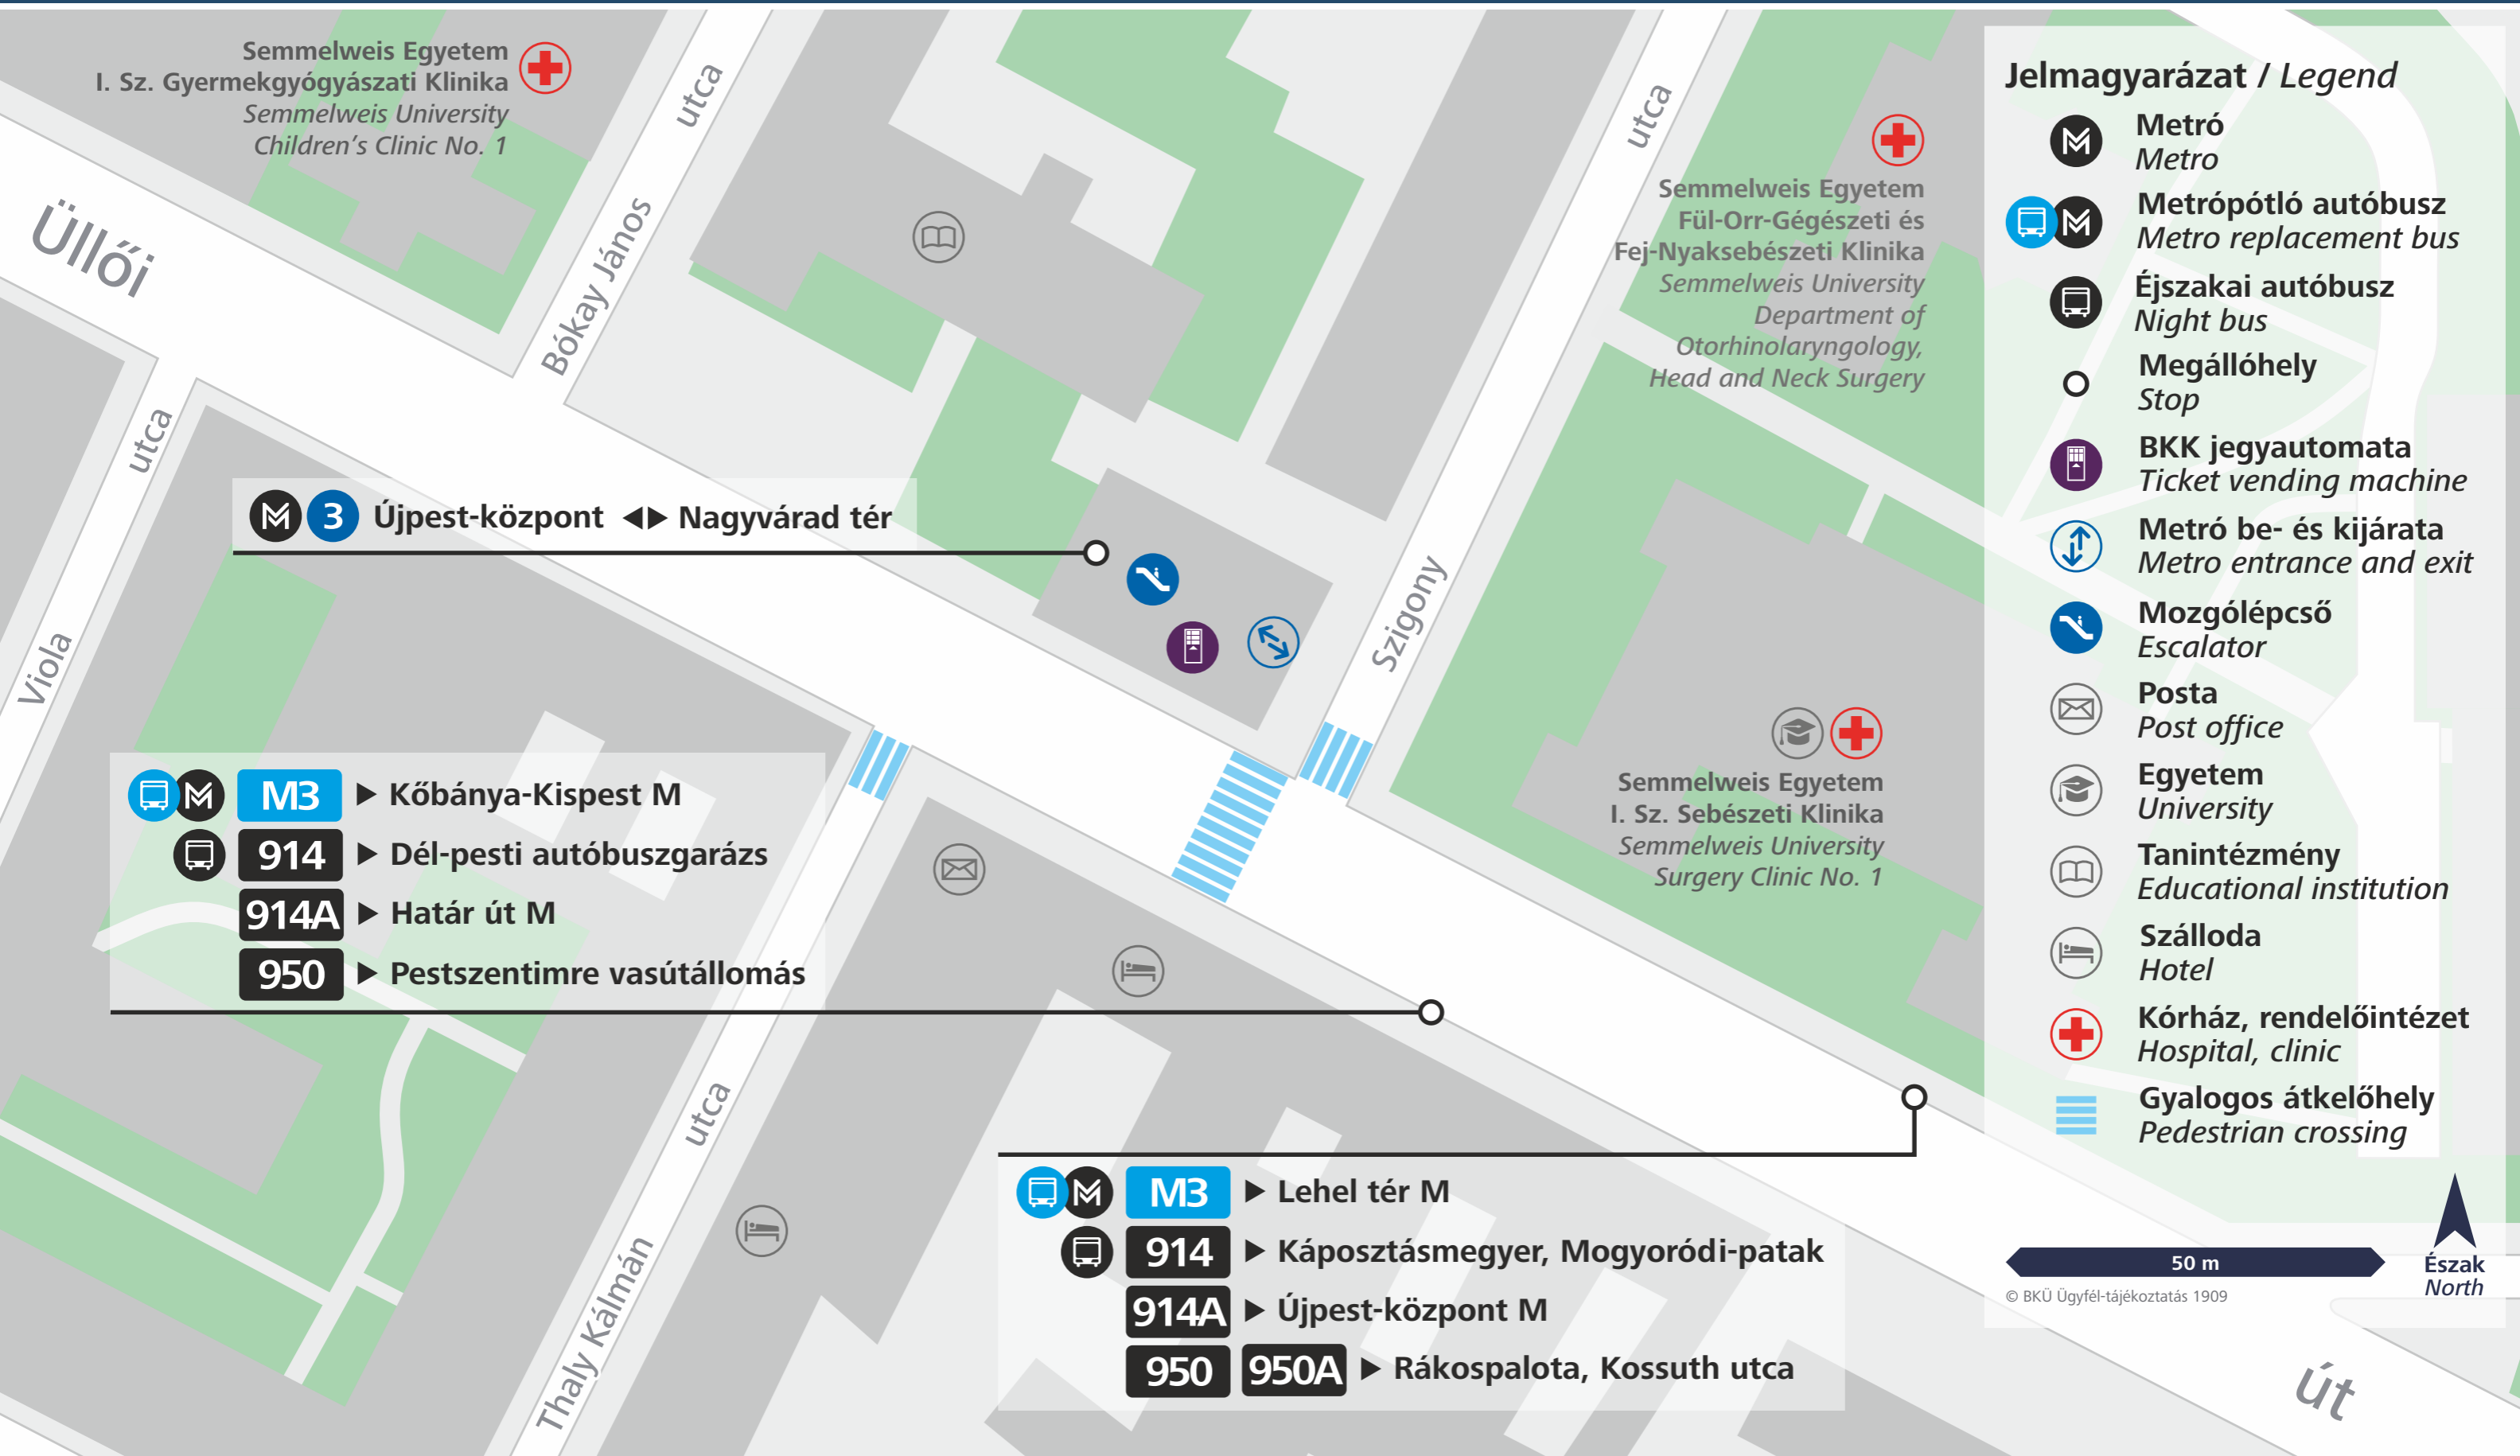 Semmelweis Egyetem
I. Sz. Gyermekgyógyászati Klinika
Semmelweis University
Children's Clinic No. 1
Üllői
utca
Bókay János
utca
Viola
utca
Szigony
utca
Thaly Kálmán
út
Semmelweis Egyetem
Fül-Orr-Gégészeti és
Fej-Nyaksebészeti Klinika
Semmelweis University
Department of
Otorhinolaryngology,
Head and Neck Surgery
3 Újpest-központ ◀▶ Nagyvárad tér
Semmelweis Egyetem
I. Sz. Sebészeti Klinika
Semmelweis University
Surgery Clinic No. 1
M3 ▶ Kőbánya-Kispest M
914 ▶ Dél-pesti autóbuszgarázs
914A ▶ Határ út M
950 ▶ Pestszentimre vasútállomás
utca
M3 ▶ Lehel tér M
914 ▶ Káposztásmegyer, Mogyoródi-patak
914A ▶ Újpest-központ M
950 950A ▶ Rákospalota, Kossuth utca
Jelmagyarázat / Legend
Metró
Metro
Metrópótló autóbusz
Metro replacement bus
Éjszakai autóbusz
Night bus
Megállóhely
Stop
BKK jegyautomata
Ticket vending machine
Metró be- és kijárata
Metro entrance and exit
Mozgólépcső
Escalator
Posta
Post office
Egyetem
University
Tanintézmény
Educational institution
Szálloda
Hotel
Kórház, rendelőintézet
Hospital, clinic
Gyalogos átkelőhely
Pedestrian crossing
50 m
Észak
North
© BKÜ Ügyfél-tájékoztatás 1909